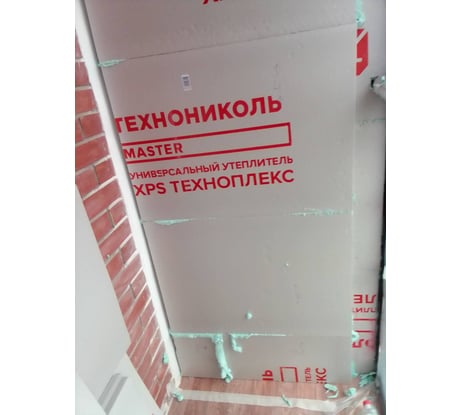 ТЕХНОНИКОЛЬ
MASTER
УНИВЕРСАЛЬНЫЙ УТЕПЛИТЕЛЬ
XPS ТЕХНОПЛЕКС